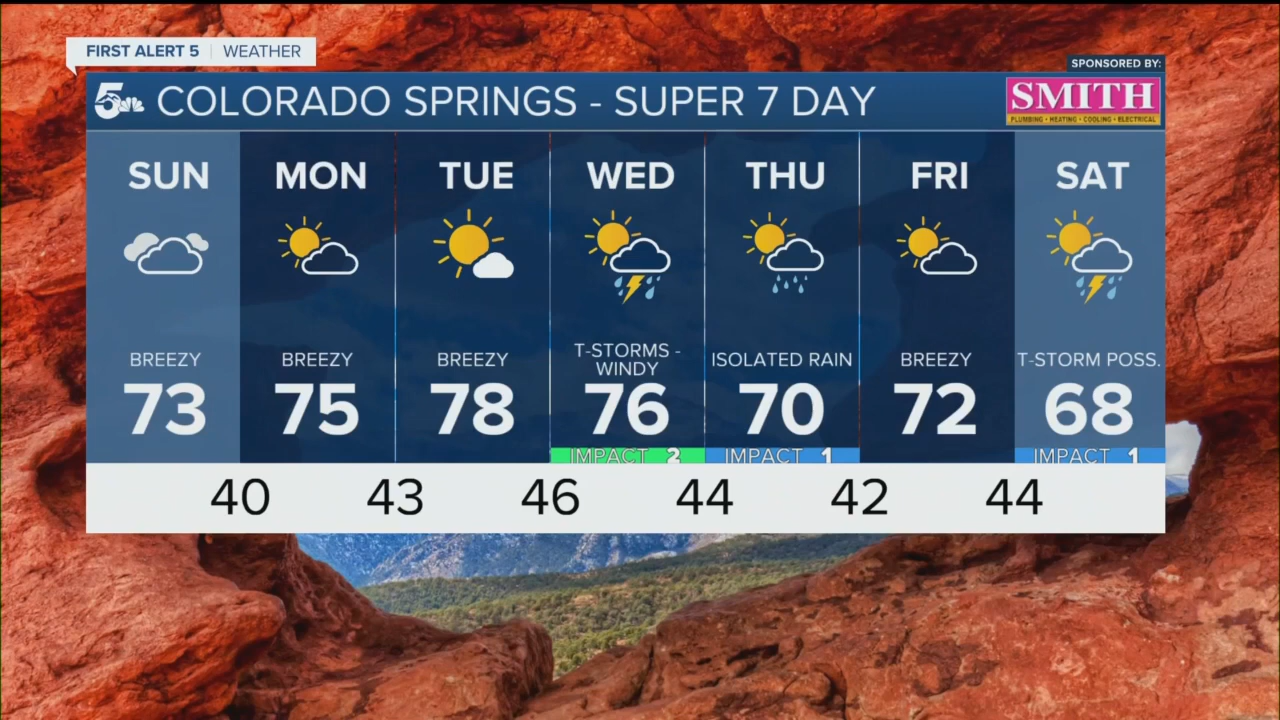 FIRST ALERT 5 | WEATHER
SPONSORED BY:
5 COLORADO SPRINGS - SUPER 7 DAY
SMITH
PLUMBING • HEATING • COOLING • ELECTRICAL
SUN MON TUE WED THU FRI SAT
BREEZY BREEZY BREEZY T-STORMS - WINDY ISOLATED RAIN BREEZY T-STORM POSS.
73 75 78 76 70 72 68
IMPACT 2 IMPACT 1 IMPACT 1
40 43 46 44 42 44